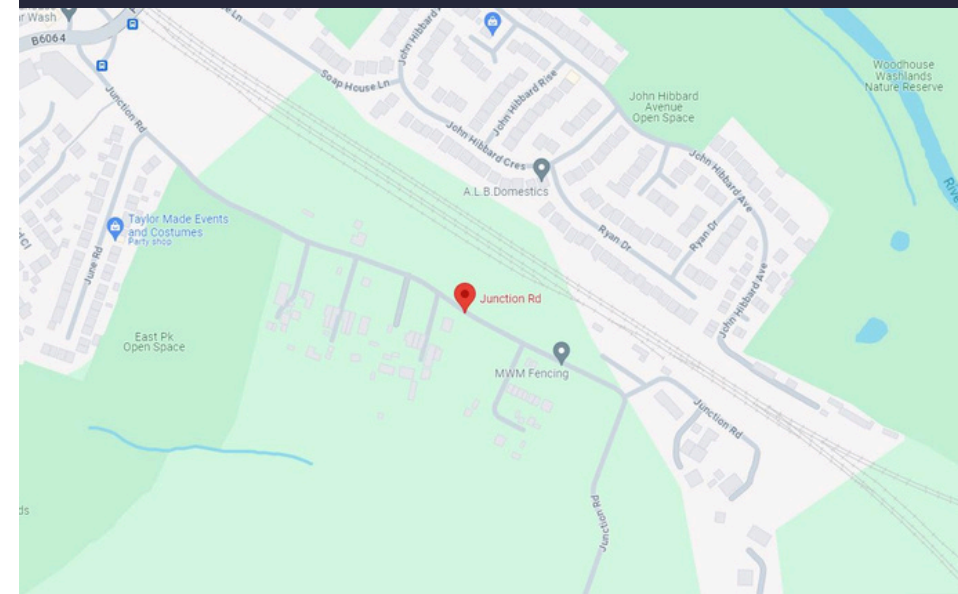 ar Wash
B6064
Soap House Ln
John Hibbard
Woodhouse
Washlands
Nature Reserve
Junction Rd
John Hibbard Rise
John Hibbard
Avenue
Open Space
John Hibbard Cres
John Hibbard Ave
A.L.B.Domestics
Taylor Made Events
and Costumes
Party shop
June Rd
Ryan Dr
Ryan Dr
John Hibbard Ave
Junction Rd
East Pk
Open Space
MWM Fencing
Junction Rd
Junction Rd